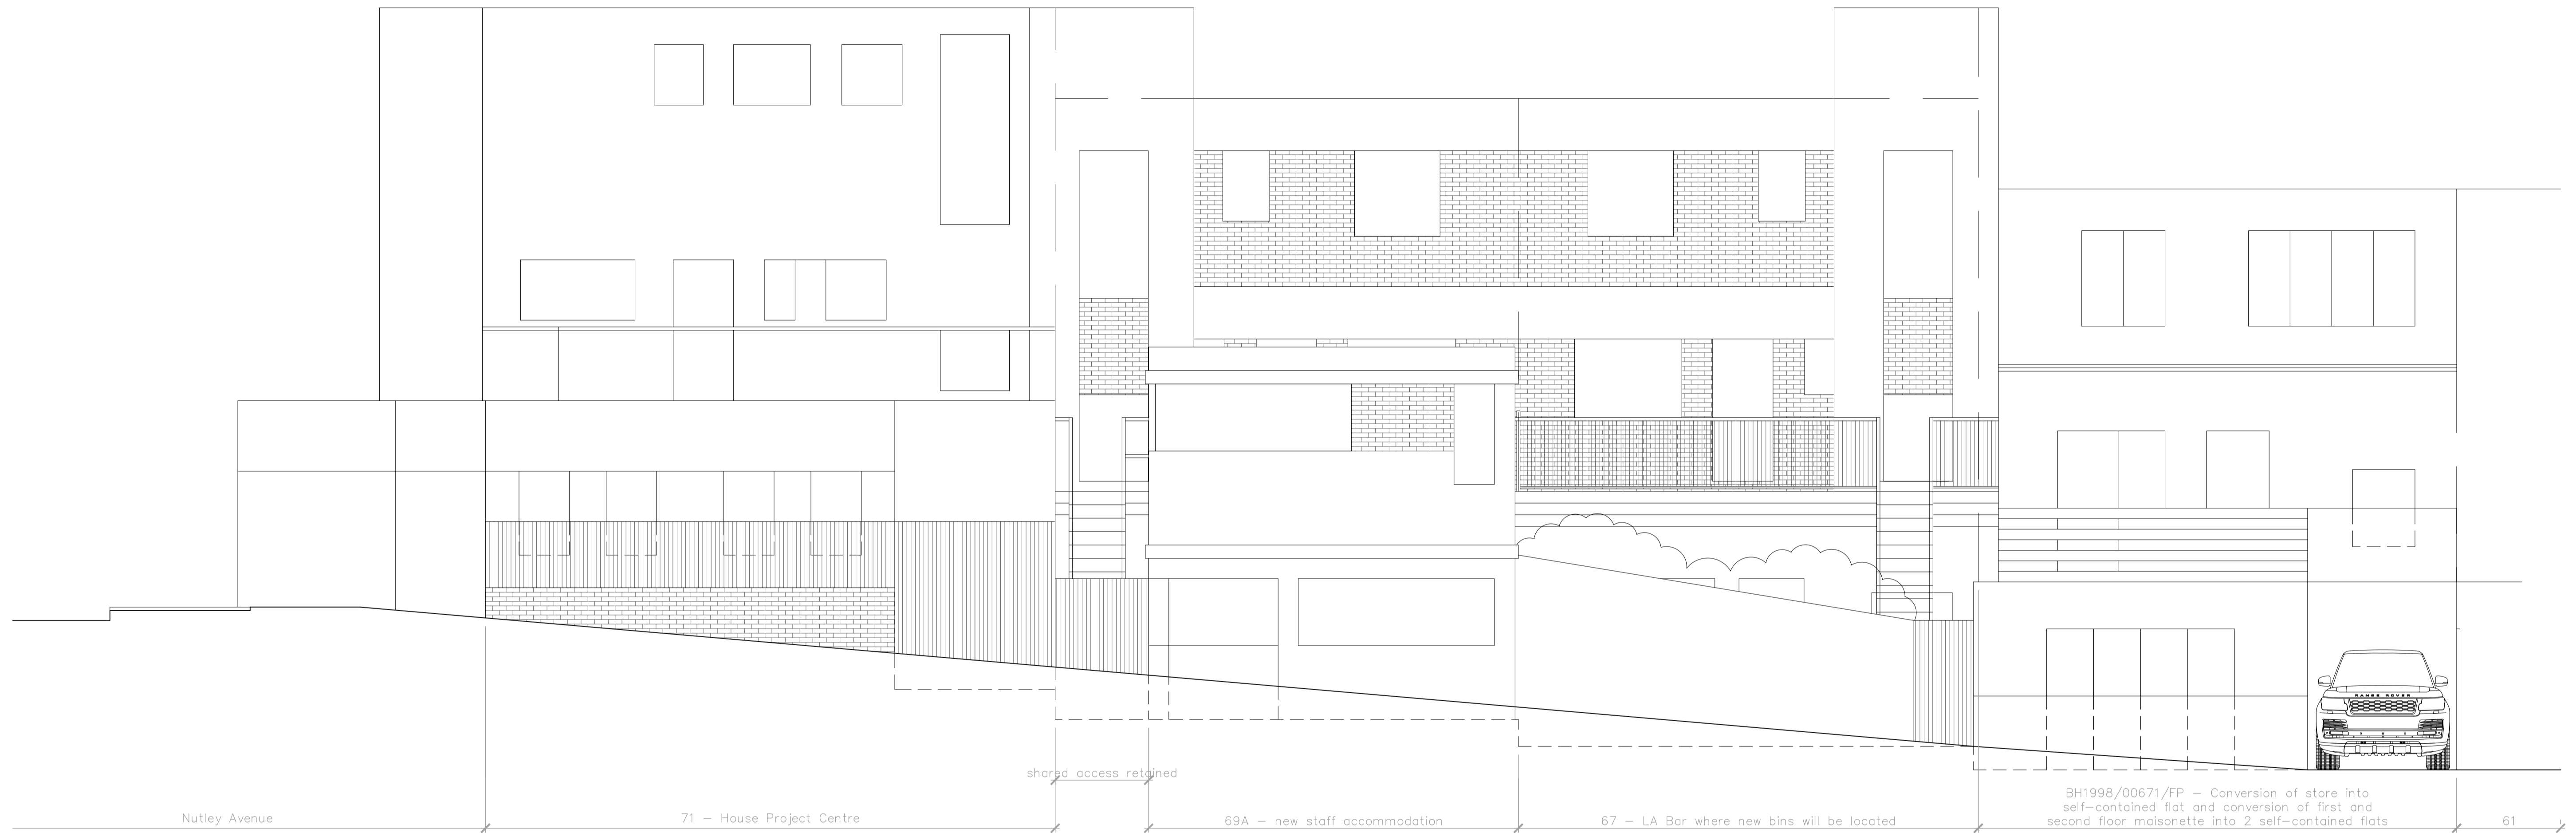 RANGE ROVER
shared access retained
Nutley Avenue
71 – House Project Centre
69A – new staff accommodation
67 – LA Bar where new bins will be located
BH1998/00671/FP – Conversion of store into
self-contained flat and conversion of first and
second floor maisonette into 2 self-contained flats
61